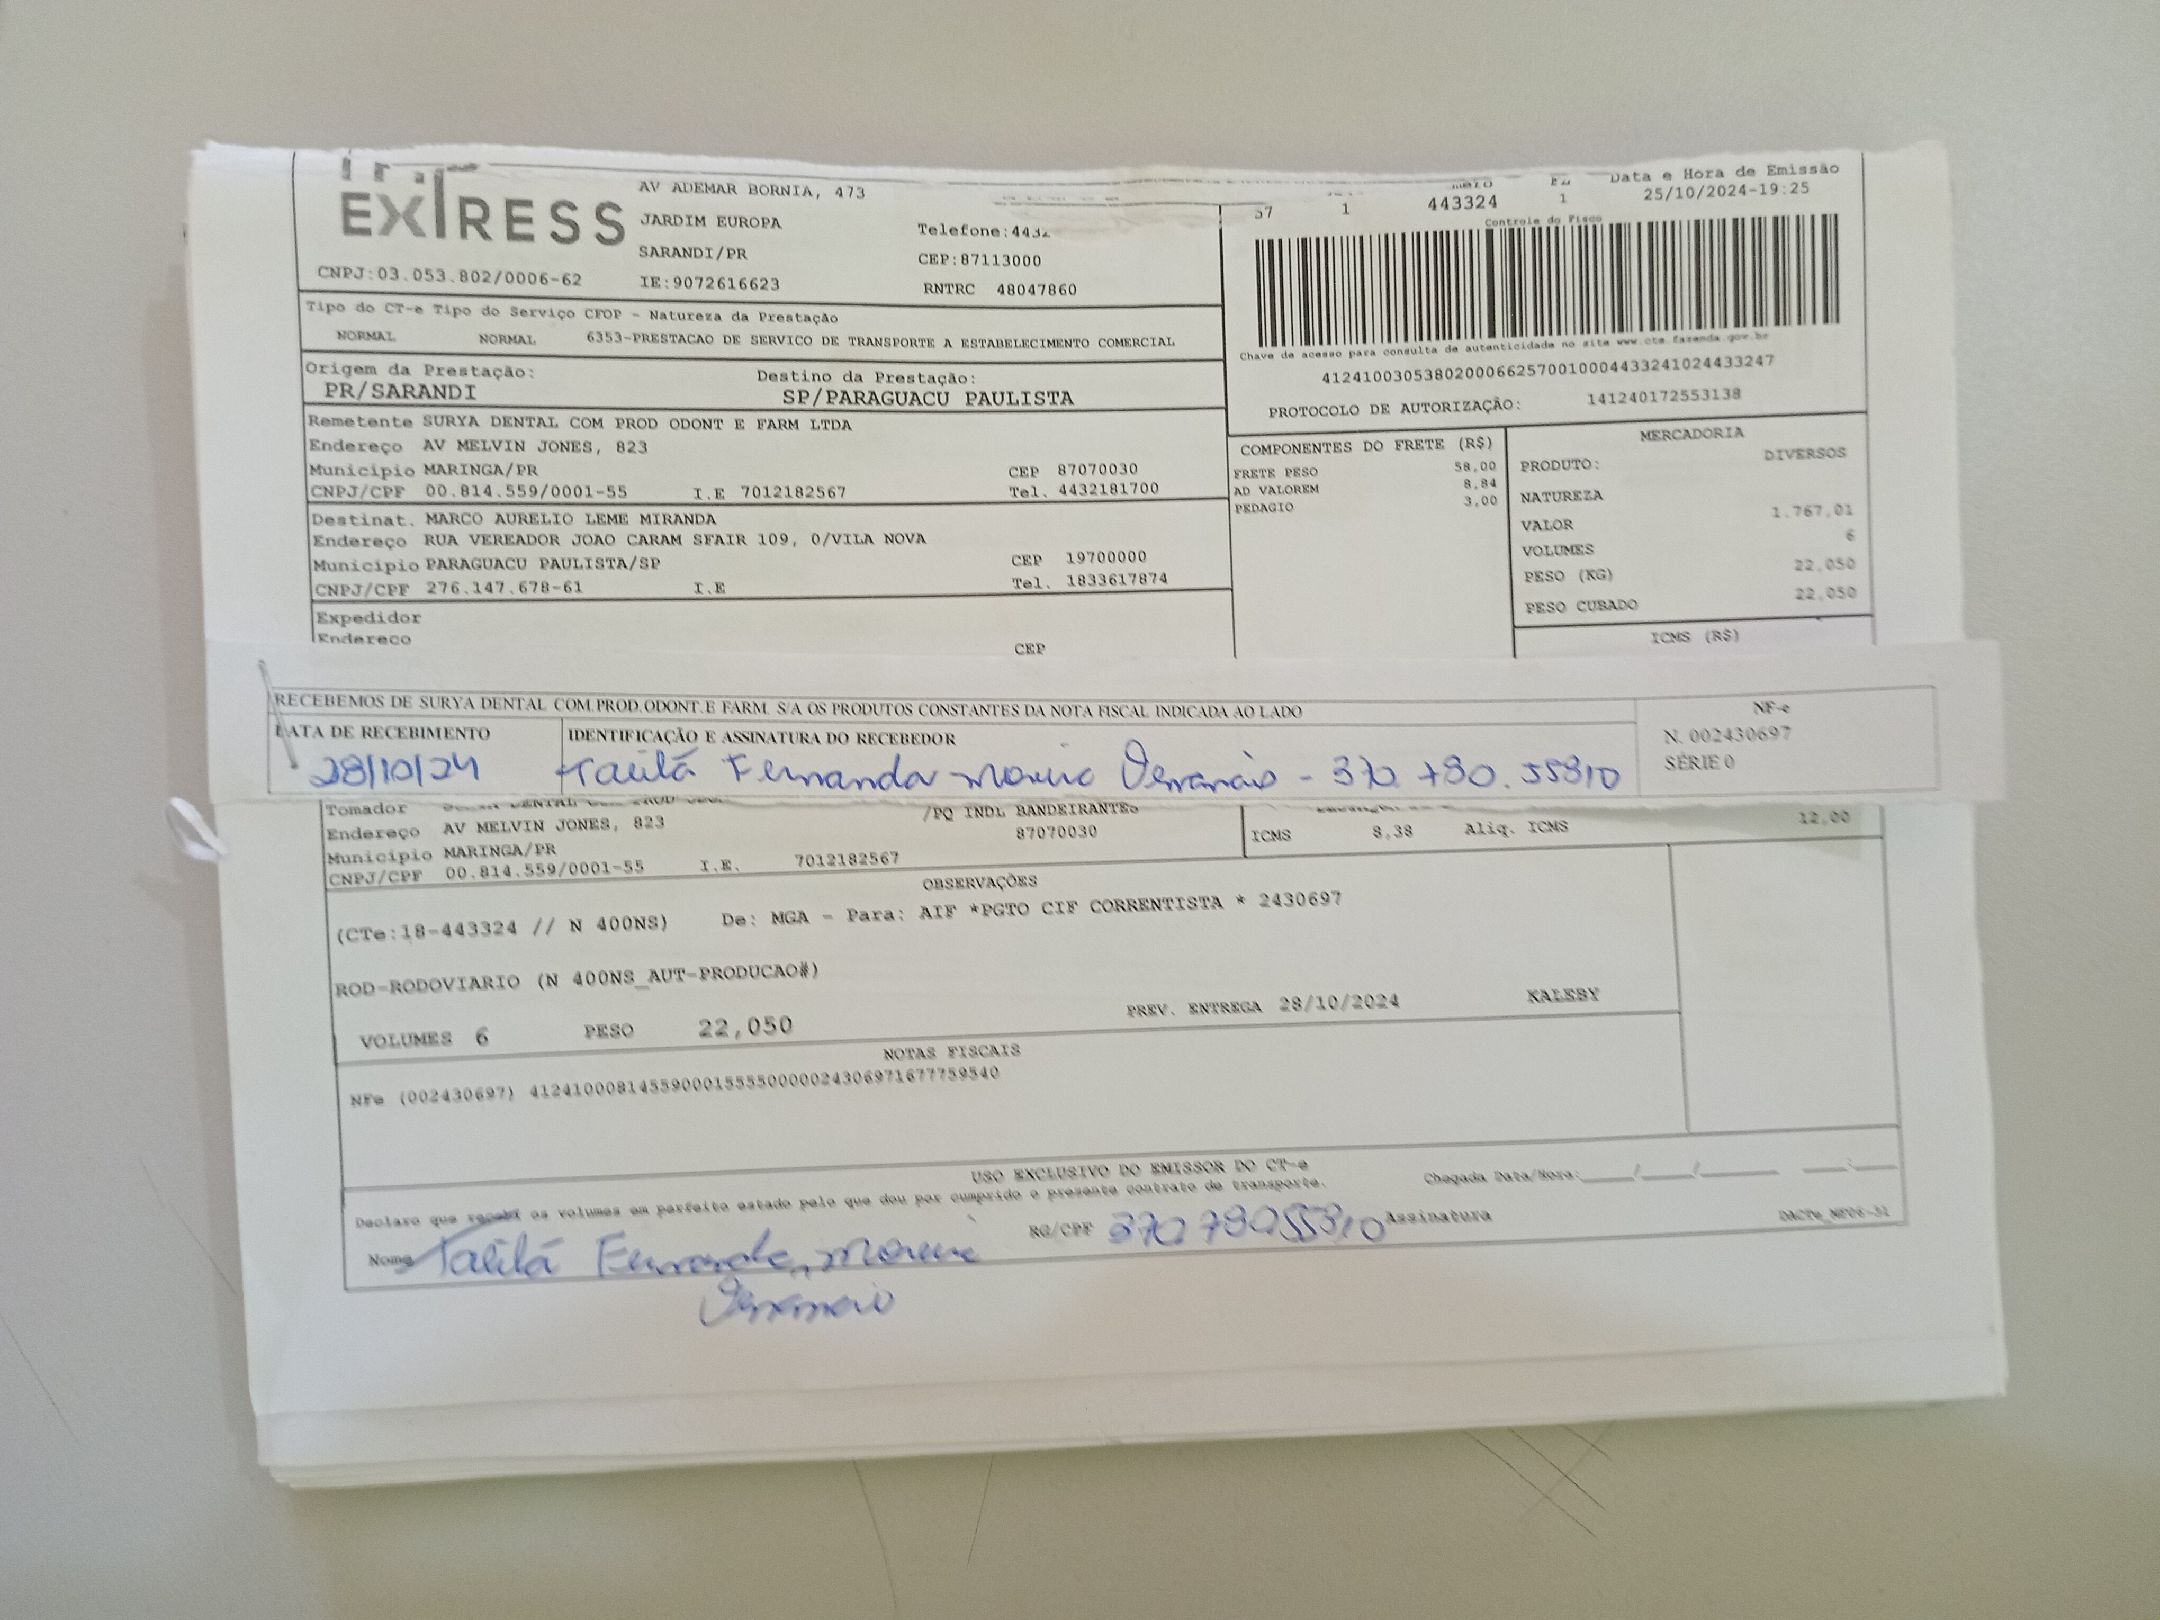 EXPRESS
AV ADEMAR BORNIA, 473
JARDIM EUROPA
SARANDI/PR
IE:9072616623
CNPJ:03.053.802/0006-62
CEP:87113000
RNTRC 48047860
57 1 443324 1
Data e Hora de Emissão
25/10/2024-19:25
Controle do Fisco
Chave de acesso para consulta de autenticidade no site www.cte.fazenda.gov.br
41241003053802000662570010004433241024433247
PROTOCOLO DE AUTORIZAÇÃO: 141240172553138
Tipo do CT-e Tipo do Serviço CFOP - Natureza da Prestação
NORMAL NORMAL 6353-PRESTACAO DE SERVICO DE TRANSPORTE A ESTABELECIMENTO COMERCIAL
Origem da Prestação: Destino da Prestação:
PR/SARANDI SP/PARAGUACU PAULISTA
Remetente SURYA DENTAL COM PROD ODONT E FARM LTDA
Endereço AV MELVIN JONES, 823
Município MARINGA/PR CEP 87070030
CNPJ/CPF 00.814.559/0001-55 I.E 7012182567 Tel. 4432181700
Destinat. MARCO AURELIO LEME MIRANDA
Endereço RUA VEREADOR JOAO CARAM SFAIR 109, 0/VILA NOVA
Município PARAGUACU PAULISTA/SP CEP 19700000
CNPJ/CPF 276.147.678-61 I.E Tel. 1833617874
Expedidor
Endereço
CEP
COMPONENTES DO FRETE (R$)
FRETE PESO 58,00
AD VALOREM 8,84
PEDAGIO 3,00
MERCADORIA
PRODUTO: DIVERSOS
NATUREZA
VALOR 1.767,01
VOLUMES 6
PESO (KG) 22,050
PESO CUBADO 22,050
ICMS (R$)
RECEBEMOS DE SURYA DENTAL COM.PROD.ODONT.E FARM. S/A OS PRODUTOS CONSTANTES DA NOTA FISCAL INDICADA AO LADO
DATA DE RECEBIMENTO IDENTIFICAÇÃO E ASSINATURA DO RECEBEDOR
28/10/24 Talitá Fernanda
NF-e
N. 002430697
SÉRIE 0
Tomador
Endereço AV MELVIN JONES, 823 /PQ INDL BANDEIRANTES
Município MARINGA/PR 87070030
CNPJ/CPF 00.814.559/0001-55 I.E. 7012182567
ICMS 8,38 Aliq. ICMS 12,00
OBSERVAÇÕES
(CTe:18-443324 // N 400NS) De: MGA - Para: AIF *PGTO CIF CORRENTISTA * 2430697
ROD-RODOVIARIO (N 400NS_AUT-PRODUCAO#)
PREV. ENTREGA 28/10/2024 KALEBY
VOLUMES 6 PESO 22,050
NOTAS FISCAIS
NFe (002430697) 41241000814559000155550000024306971677759540
USO EXCLUSIVO DO EMISSOR DO CT-e
Declaro que recebi os volumes em perfeito estado pelo que dou por cumprido o presente contrato de transporte.
Chegada Data/Hora:
Nome Talitá RG/CPF Assinatura